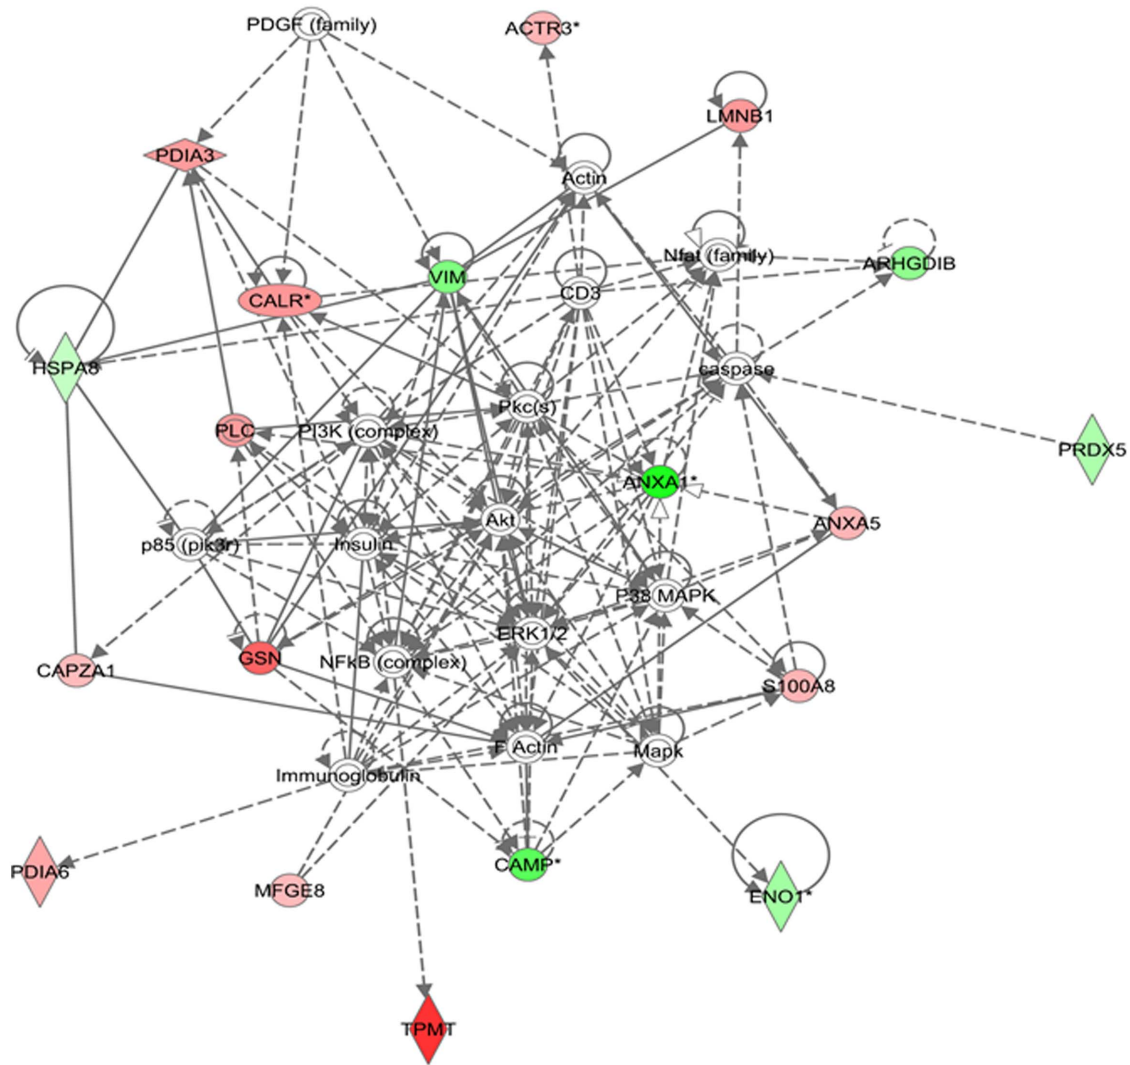 PDGF (family)
ACTR3*
LMNB1
PDIA3
Actin
Nfat (family)
ARHGDIB
VIM
CD3
CALR*
HSPA8
caspase
Pkc(s)
PLC
PI3K (complex)
PRDX5
ANXA1*
Akt
ANXA5
p85 (pik3r)
Insulin
P38 MAPK
ERK1/2
CAPZA1
GSN
NFkB (complex)
S100A8
F Actin
Mapk
Immunoglobulin
PDIA6
MFGE8
CAMP*
ENO1*
TPMT